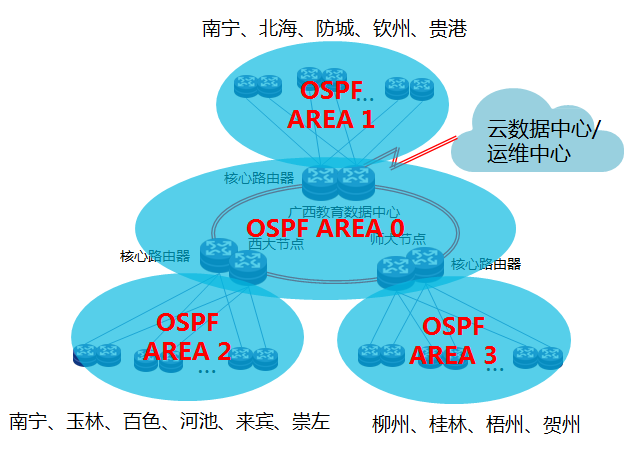 南宁、北海、防城、钦州、贵港
OSPF
AREA 1
...
云数据中心/
运维中心
核心路由器
广西教育数据中心
OSPF AREA 0
西大节点
师大节点
核心路由器
核心路由器
OSPF
AREA 2
...
OSPF
AREA 3
...
南宁、玉林、百色、河池、来宾、崇左
柳州、桂林、梧州、贺州